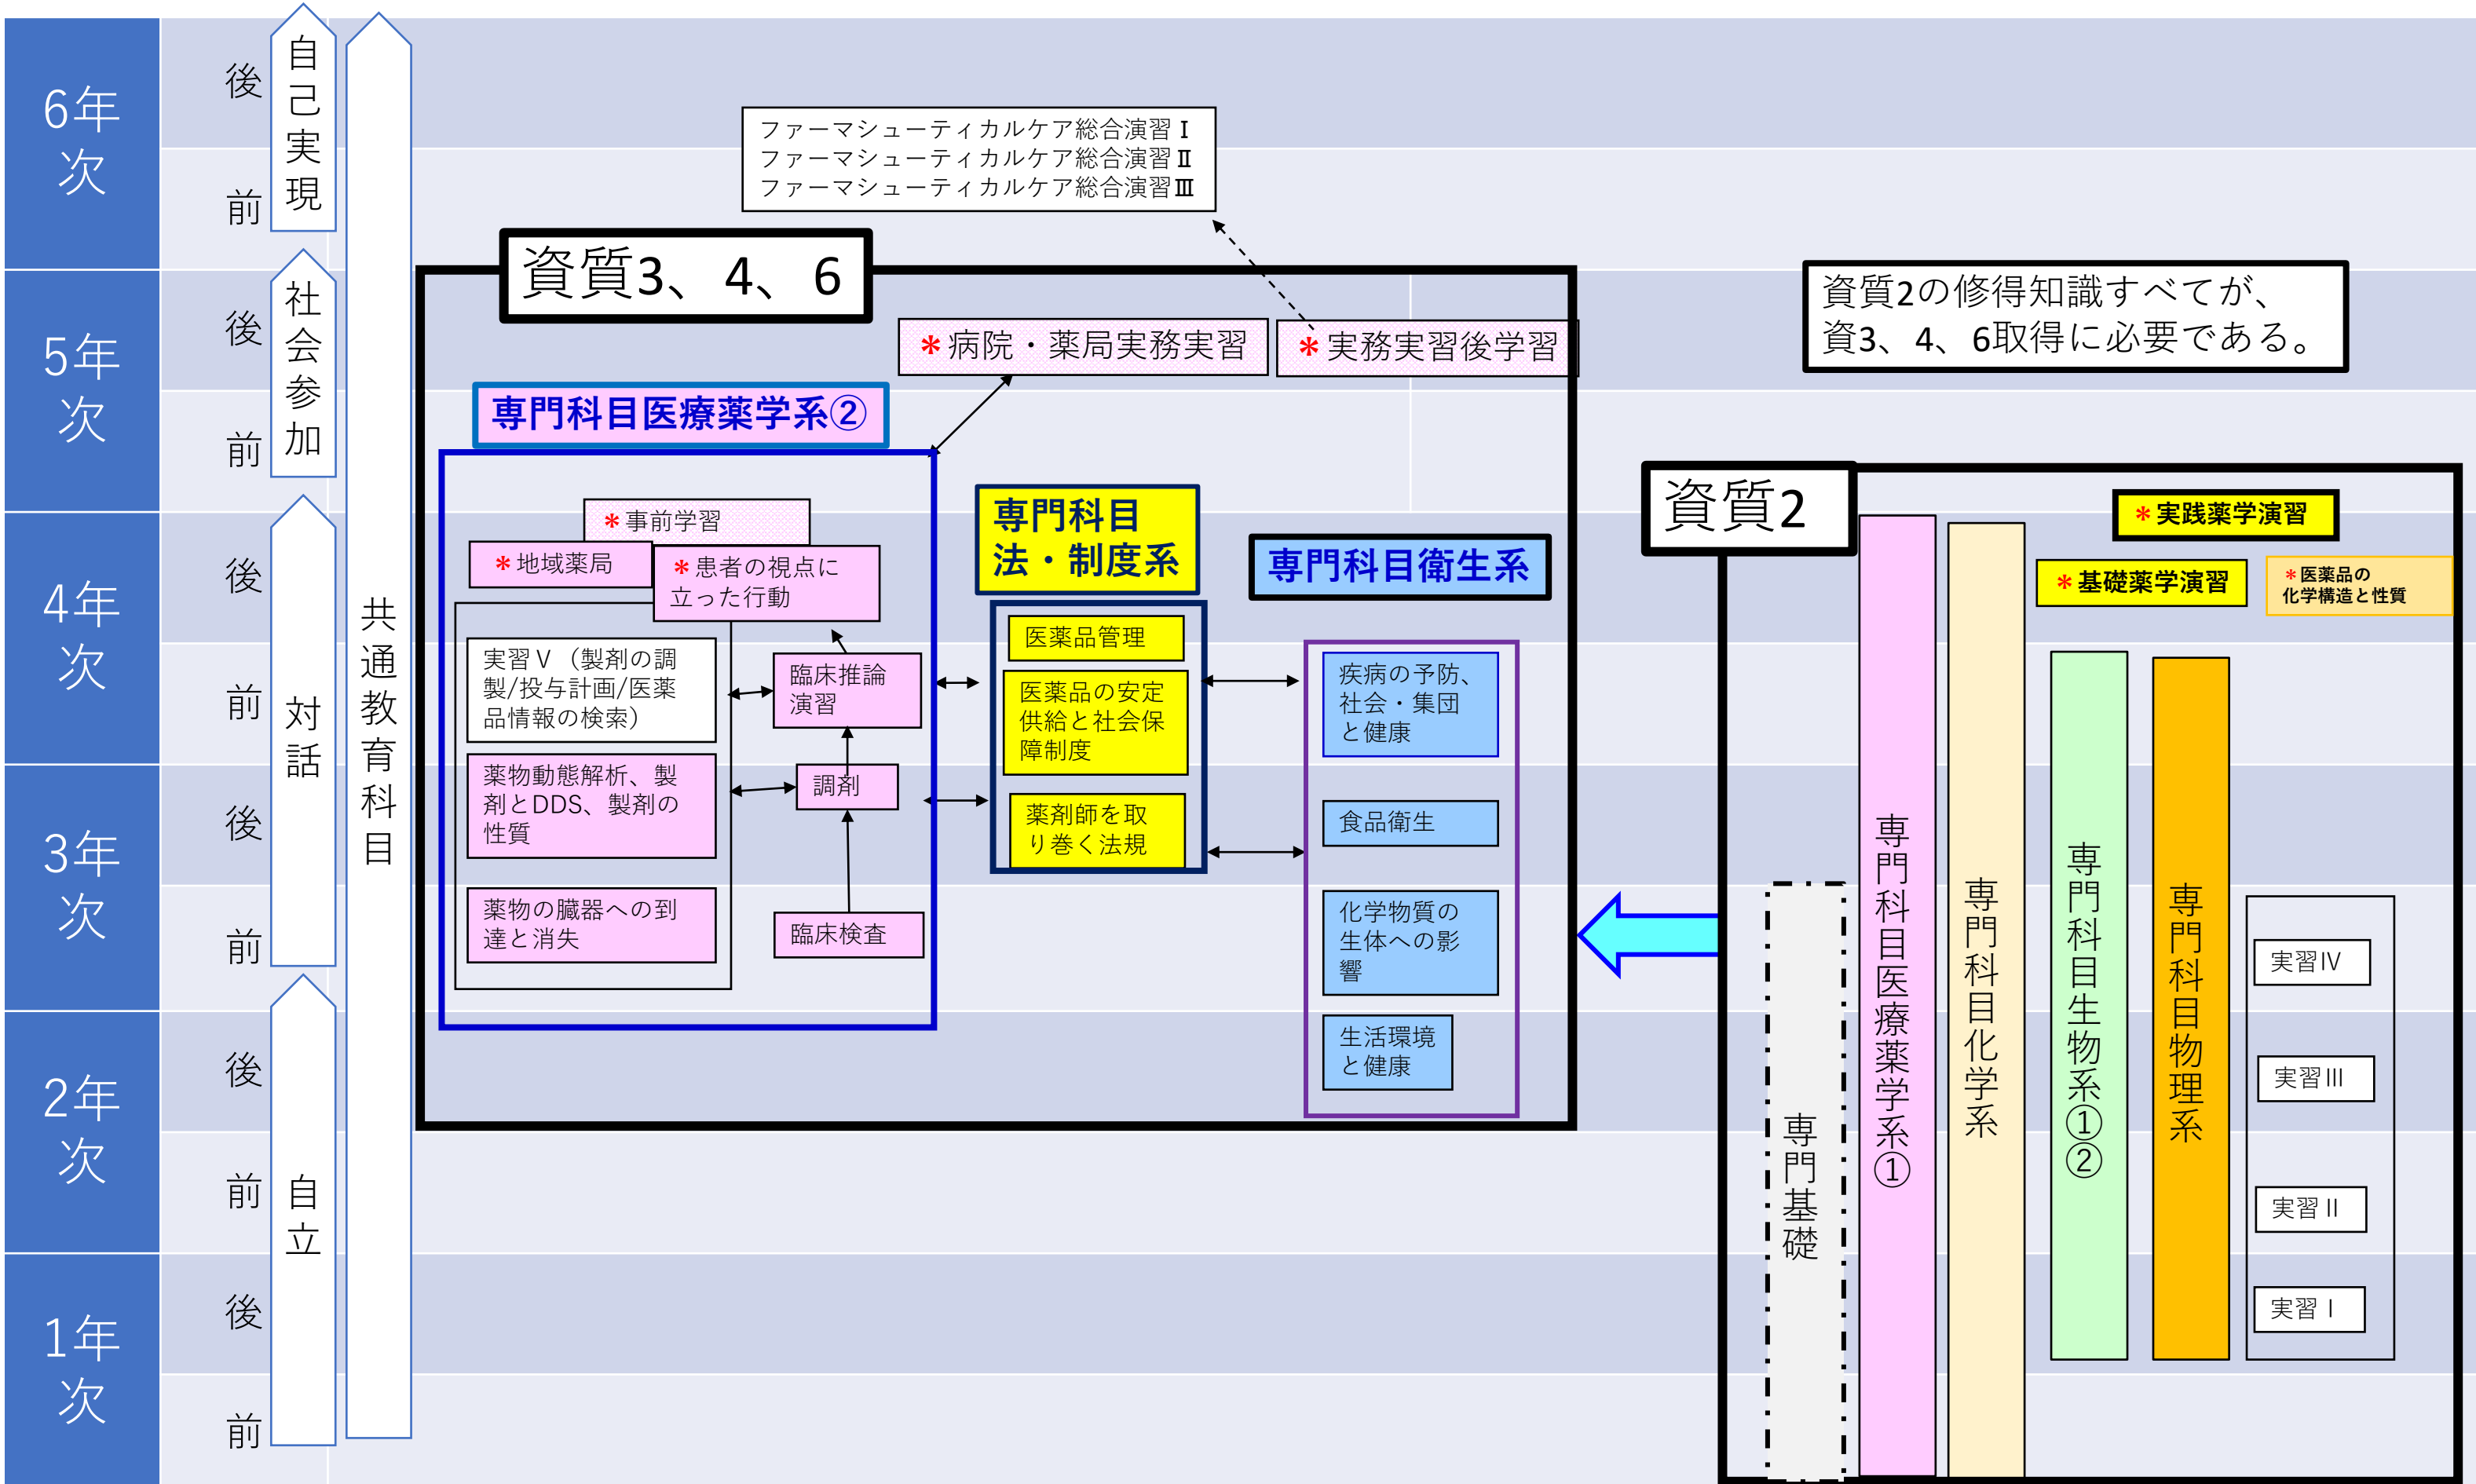 6年
次
後
前
5年
次
後
前
4年
次
後
前
3年
次
後
前
2年
次
後
前
1年
次
後
前
自己実現
社会参加
対話
自立
共通教育科目
ファーマシューティカルケア総合演習Ⅰ
ファーマシューティカルケア総合演習Ⅱ
ファーマシューティカルケア総合演習Ⅲ
資質3、4、6
＊病院・薬局実務実習
＊実務実習後学習
専門科目医療薬学系②
＊事前学習
＊地域薬局
＊患者の視点に
立った行動
実習Ⅴ（製剤の調
製/投与計画/医薬
品情報の検索）
臨床推論
演習
薬物動態解析、製
剤とDDS、製剤の
性質
調剤
薬物の臓器への到
達と消失
臨床検査
専門科目
法・制度系
医薬品管理
医薬品の安定
供給と社会保
障制度
薬剤師を取
り巻く法規
専門科目衛生系
疾病の予防、
社会・集団
と健康
食品衛生
化学物質の
生体への影
響
生活環境
と健康
資質2の修得知識すべてが、
資3、4、6取得に必要である。
資質2
＊実践薬学演習
＊基礎薬学演習
＊医薬品の
化学構造と性質
専門基礎
専門科目医療薬学系①
専門科目化学系
専門科目生物系①②
専門科目物理系
実習Ⅳ
実習Ⅲ
実習Ⅱ
実習Ⅰ